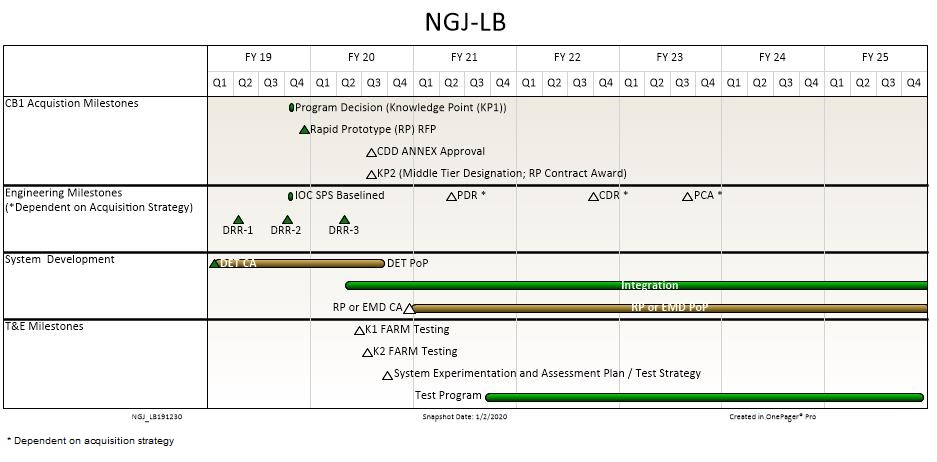 NGJ-LB
FY 19 FY 20 FY 21 FY 22 FY 23 FY 24 FY 25
Q1 Q2 Q3 Q4 Q1 Q2 Q3 Q4 Q1 Q2 Q3 Q4 Q1 Q2 Q3 Q4 Q1 Q2 Q3 Q4 Q1 Q2 Q3 Q4 Q1 Q2 Q3 Q4
CB1 Acquistion Milestones
Program Decision (Knowledge Point (KP1))
Rapid Prototype (RP) RFP
CDD ANNEX Approval
KP2 (Middle Tier Designation; RP Contract Award)
Engineering Milestones
(*Dependent on Acquisition Strategy)
IOC SPS Baselined PDR * CDR * PCA *
DRR-1 DRR-2 DRR-3
System Development
DET CA DET PoP
Integration
RP or EMD CA RP or EMD PoP
T&E Milestones
K1 FARM Testing
K2 FARM Testing
System Experimentation and Assessment Plan / Test Strategy
Test Program
NGJ_LB191230 Snapshot Date: 1/2/2020 Created in OnePager® Pro
* Dependent on acquisition strategy